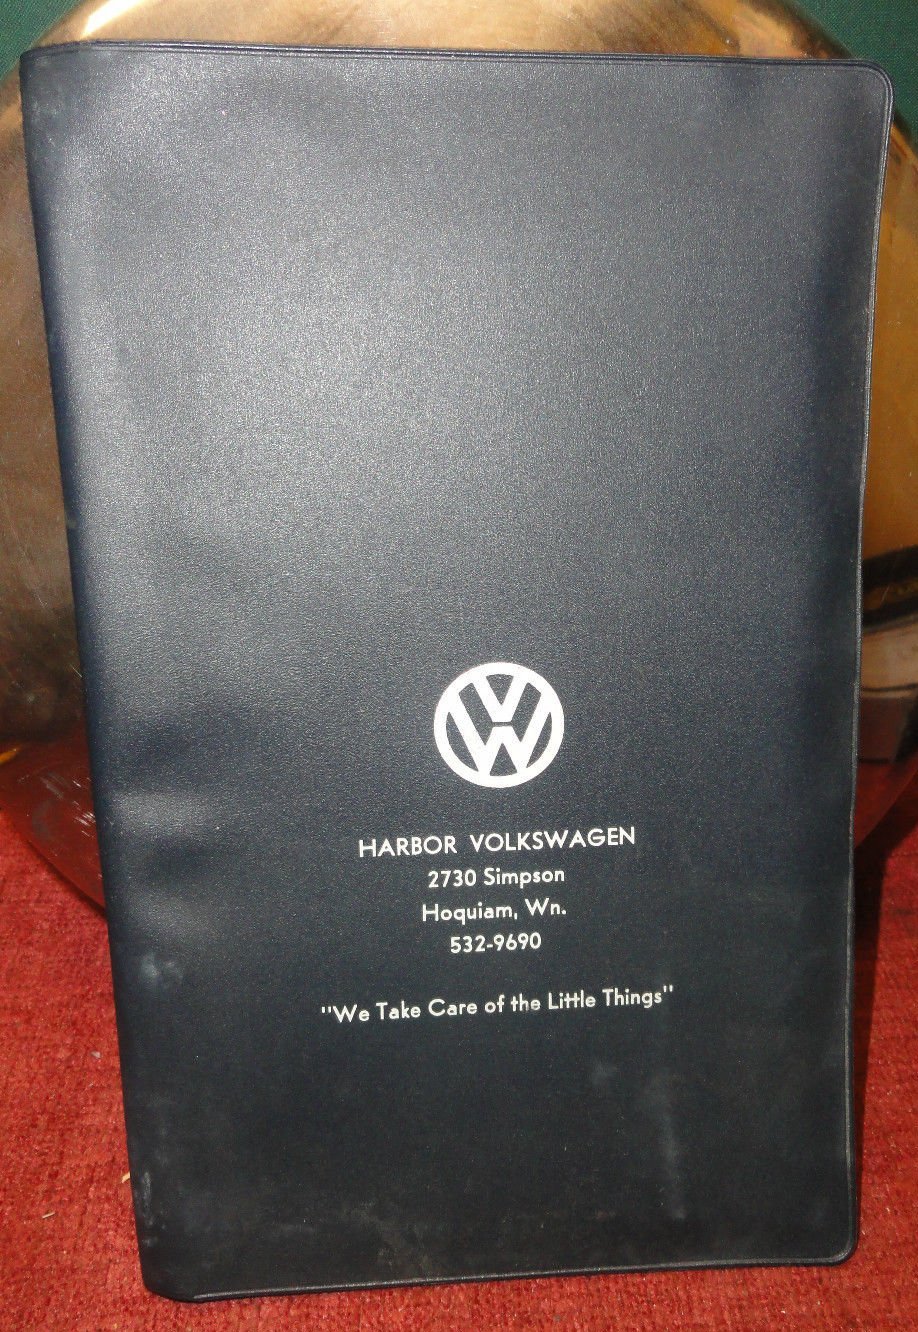 HARBOR VOLKSWAGEN
2730 Simpson
Hoquiam, Wn.
532-9690
"We Take Care of the Little Things"